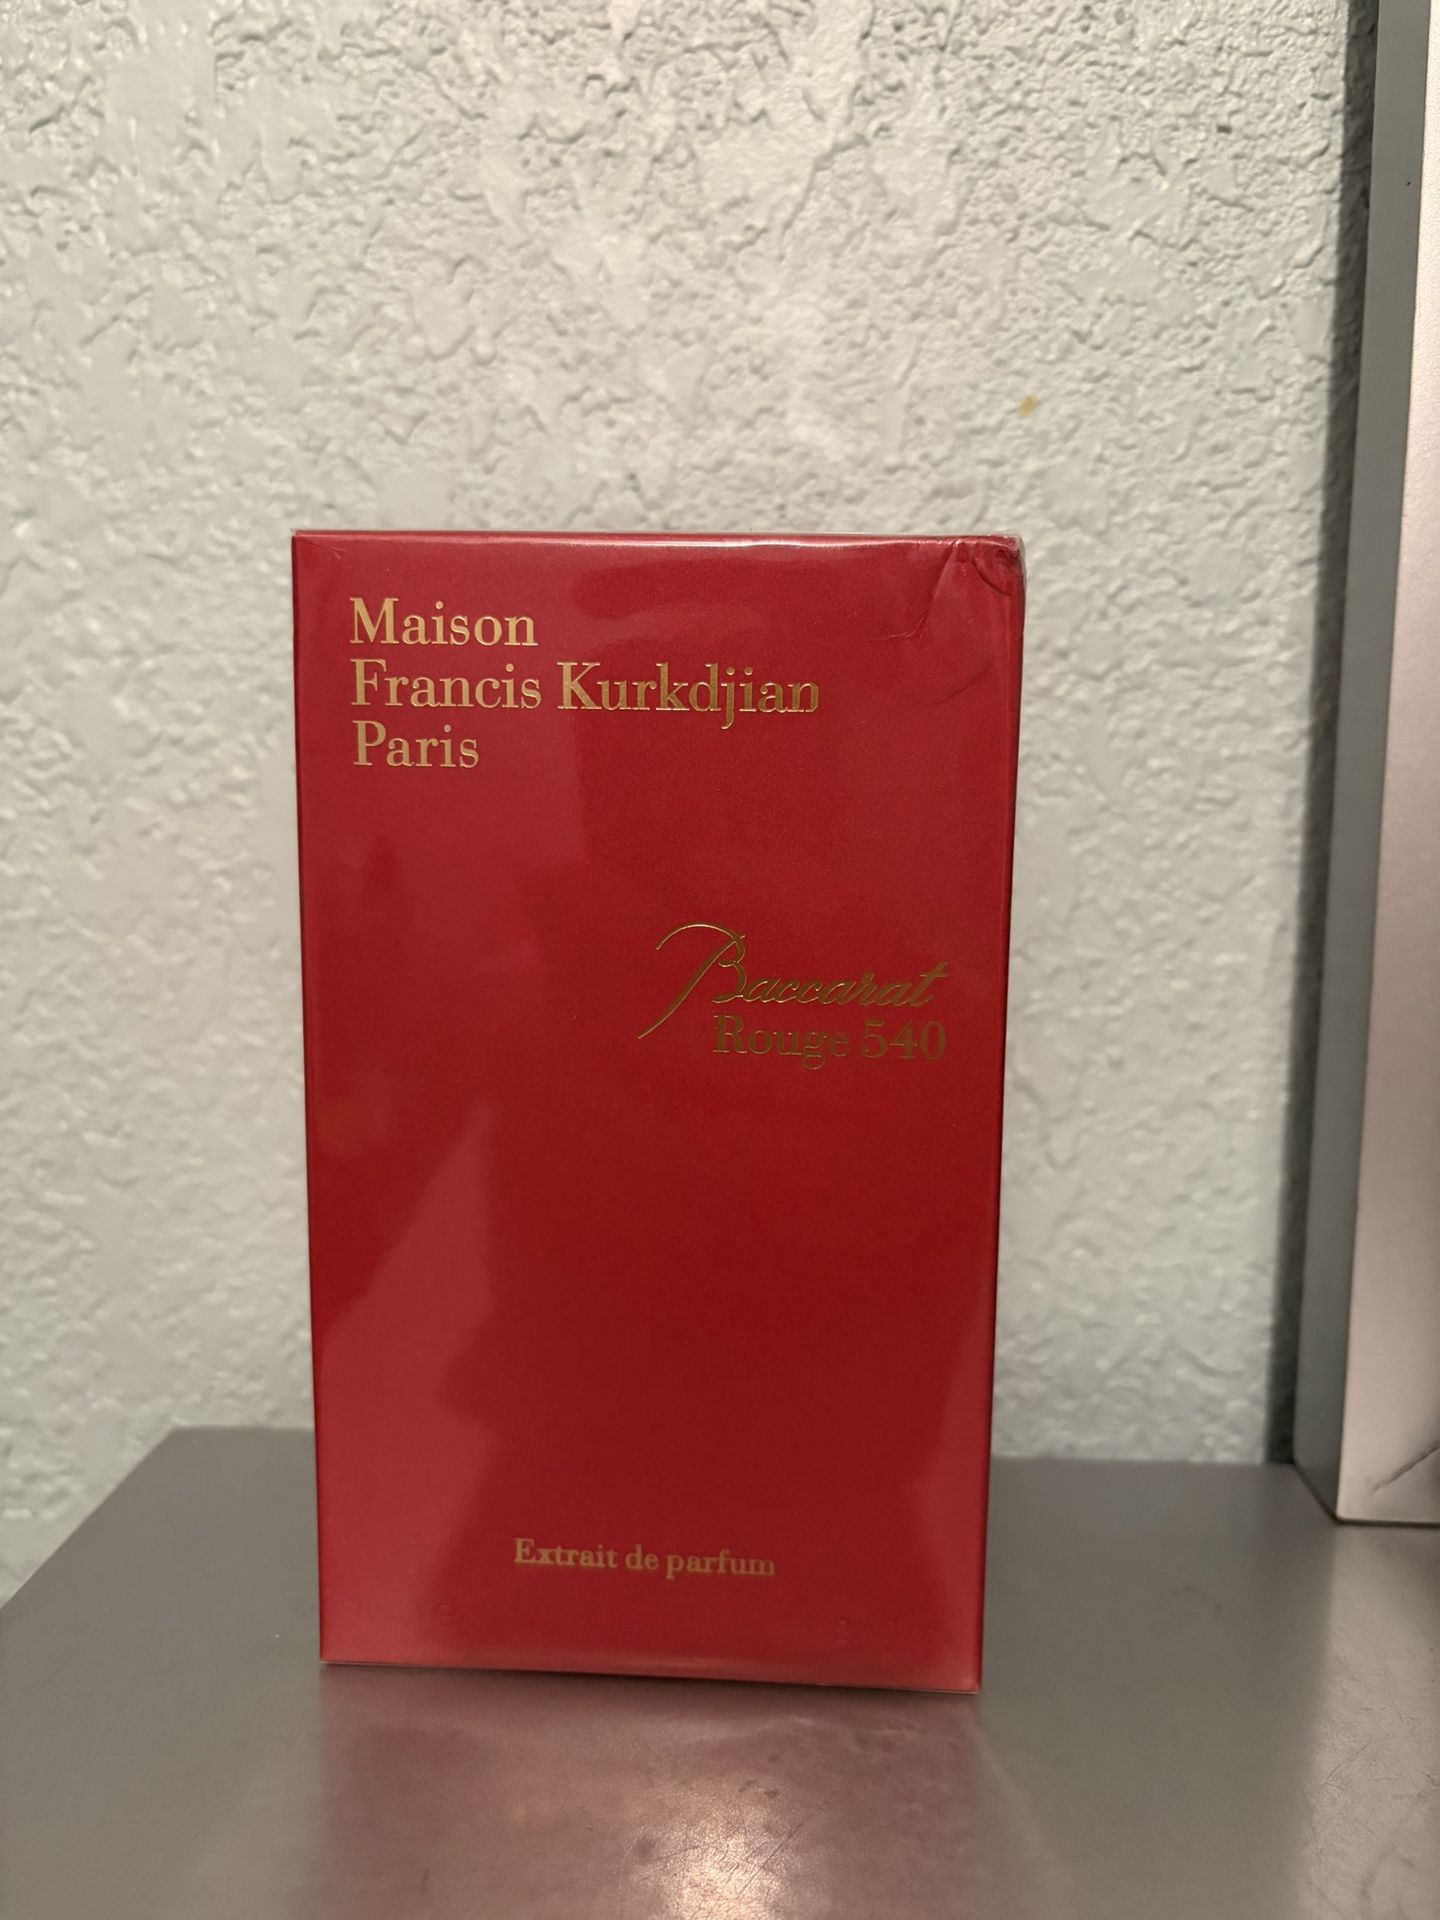 Maison
Francis Kurkdjian
Paris
Baccarat
Rouge 540
Extrait de parfum